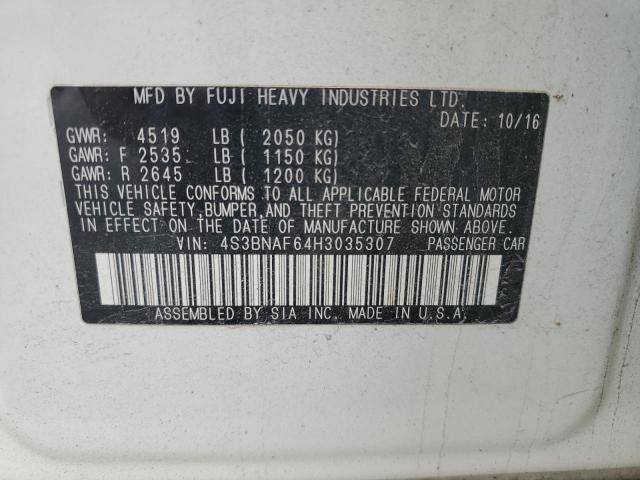 MFD BY FUJI HEAVY INDUSTRIES LTD.
DATE: 10/16
GVWR: 4519 LB ( 2050 KG)
GAWR: F 2535 LB ( 1150 KG)
GAWR: R 2645 LB ( 1200 KG)
THIS VEHICLE CONFORMS TO ALL APPLICABLE FEDERAL MOTOR
VEHICLE SAFETY,BUMPER,AND THEFT PREVENTION STANDARDS
IN EFFECT ON THE DATE OF MANUFACTURE SHOWN ABOVE.
VIN: 4S3BNAF64H3035307 PASSENGER CAR
ASSEMBLED BY SIA INC. MADE IN U.S.A.